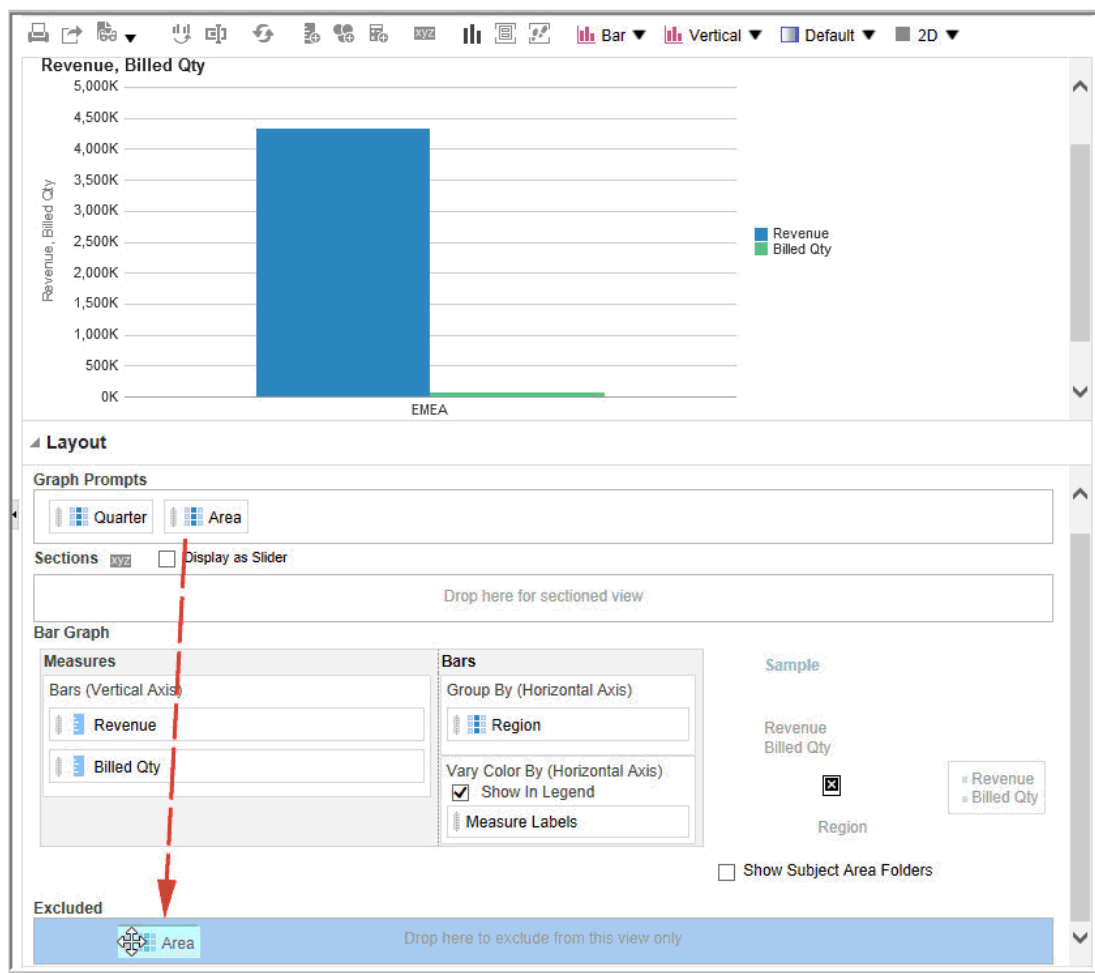 xyz Bar Vertical Default 2D
Revenue, Billed Qty
5,000K
4,500K
4,000K
3,500K
3,000K
2,500K
2,000K
1,500K
1,000K
500K
0K
Revenue, Billed Qty
EMEA
Revenue
Billed Qty
Layout
Graph Prompts
Quarter Area
Sections xyz Display as Slider
Drop here for sectioned view
Bar Graph
Measures
Bars (Vertical Axis)
Revenue
Billed Qty
Bars
Group By (Horizontal Axis)
Region
Vary Color By (Horizontal Axis)
Show In Legend
Measure Labels
Sample
Revenue
Billed Qty
Revenue
Billed Qty
Region
Show Subject Area Folders
Excluded
Area Drop here to exclude from this view only